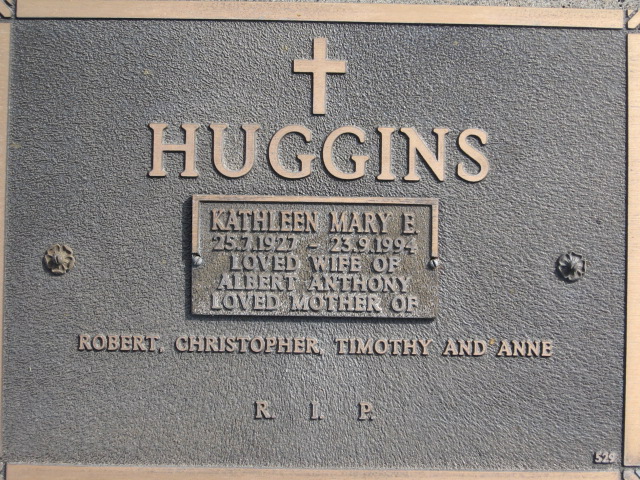 HUGGINS
KATHLEEN MARY E.
25.7.1927 – 23.9.1994
LOVED WIFE OF
ALBERT ANTHONY
LOVED MOTHER OF
ROBERT, CHRISTOPHER, TIMOTHY AND ANNE
R. I. P.
529